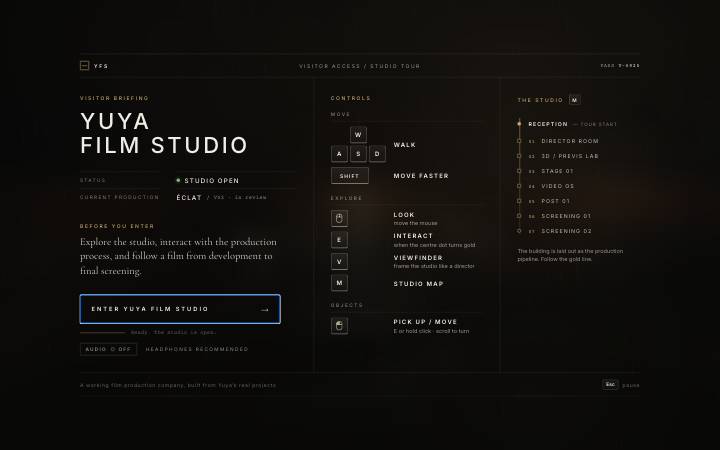 YFS
VISITOR ACCESS / STUDIO TOUR
VISITOR BRIEFING
YUYA
FILM STUDIO
STATUS
STUDIO OPEN
CURRENT PRODUCTION
ÉCLAT / in review
BEFORE YOU ENTER
Explore the studio, interact with the production
process, and follow a film from development to
final screening.
ENTER YUYA FILM STUDIO →
Ready. The studio is open.
AUDIO OFF
HEADPHONES RECOMMENDED
CONTROLS
MOVE
W
A S D
WALK
SHIFT
MOVE FASTER
EXPLORE
LOOK
move the mouse
E
INTERACT
when the centre dot turns gold
V
VIEWFINDER
frame the studio like a director
M
STUDIO MAP
OBJECTS
PICK UP / MOVE
E or hold click · scroll to turn
THE STUDIO M
RECEPTION — TOUR START
01 DIRECTOR ROOM
02 3D / PREVIS LAB
03 STAGE 01
04 VIDEO OS
05 POST 01
06 SCREENING 01
07 SCREENING 02
The building is laid out as the production
pipeline. Follow the gold line.
A working film production company, built from Yuya's real projects
Esc pause